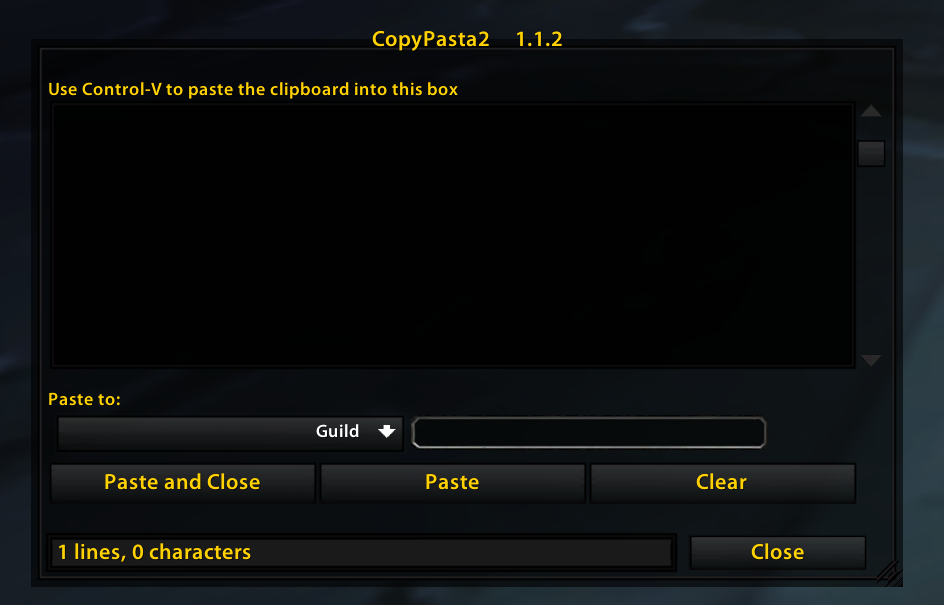 CopyPasta2 1.1.2
Use Control-V to paste the clipboard into this box
Paste to:
Guild
Paste and Close Paste Clear
1 lines, 0 characters Close